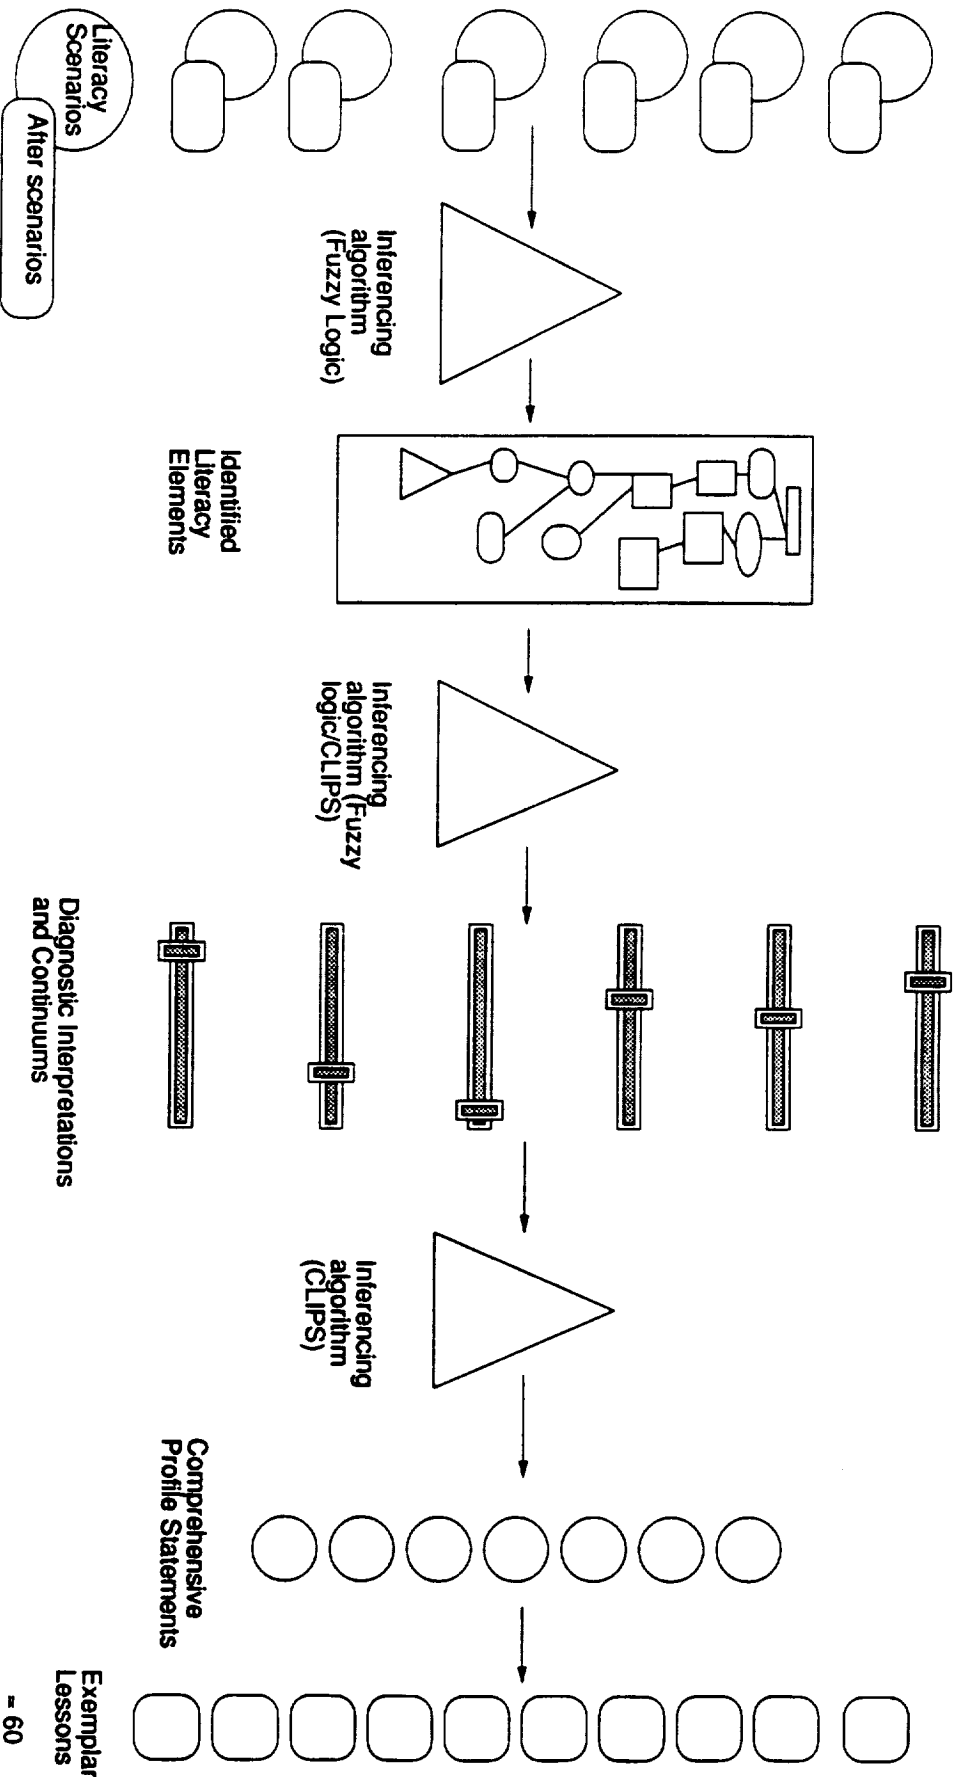 Literacy
Scenarios
After scenarios
Inferencing
algorithm
(Fuzzy Logic)
Identified
Literacy
Elements
Inferencing
algorithm (Fuzzy
logic/CLIPS)
Diagnostic Interpretations
and Continuums
Inferencing
algorithm
(CLIPS)
Comprehensive
Profile Statements
Exemplar
Lessons
= 60